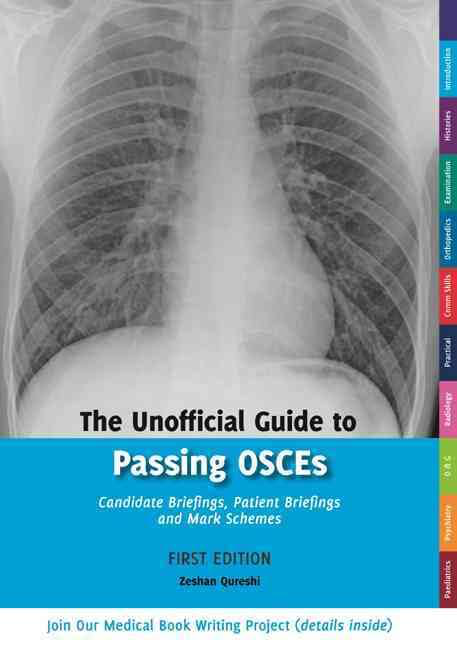 Introduction
Histories
Examination
Orthopedics
Comm Skills
Practical
Radiology
O & G
Psychiatry
Paediatrics
The Unofficial Guide to
Passing OSCEs
Candidate Briefings, Patient Briefings
and Mark Schemes
FIRST EDITION
Zeshan Qureshi
Join Our Medical Book Writing Project (details inside)